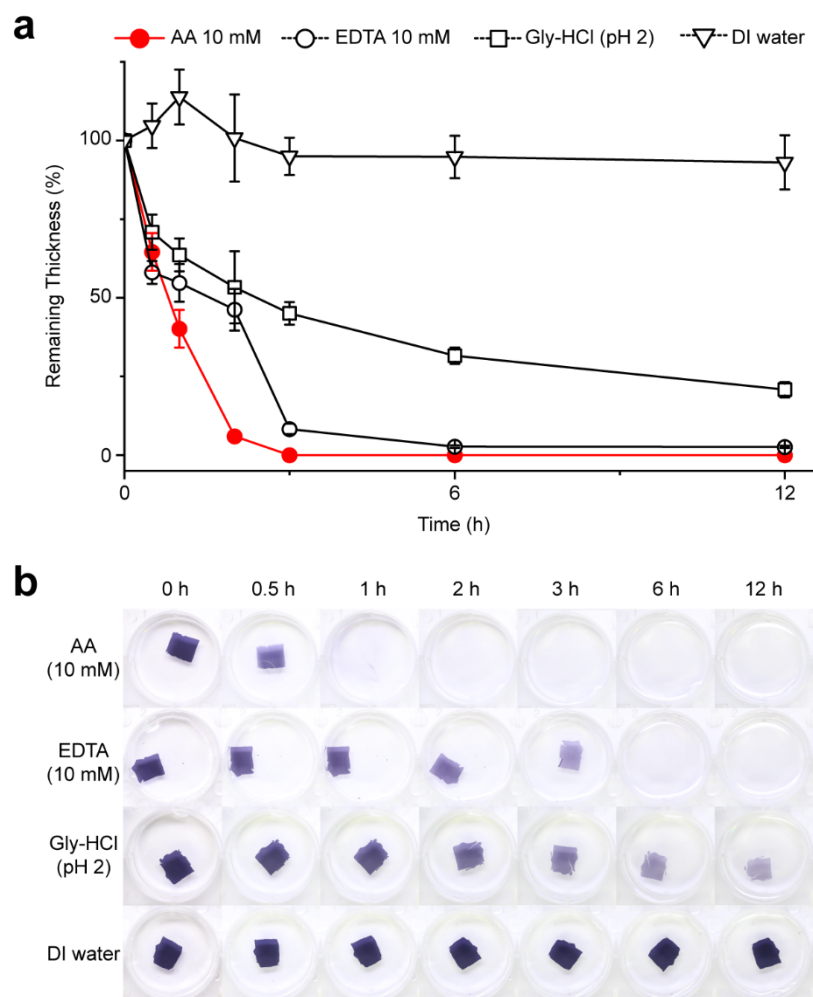 a
AA 10 mM EDTA 10 mM Gly-HCl (pH 2) DI water
100
50
0
Remaining Thickness (%)
0 6 12
Time (h)
b
0 h 0.5 h 1 h 2 h 3 h 6 h 12 h
AA
(10 mM)
EDTA
(10 mM)
Gly-HCl
(pH 2)
DI water